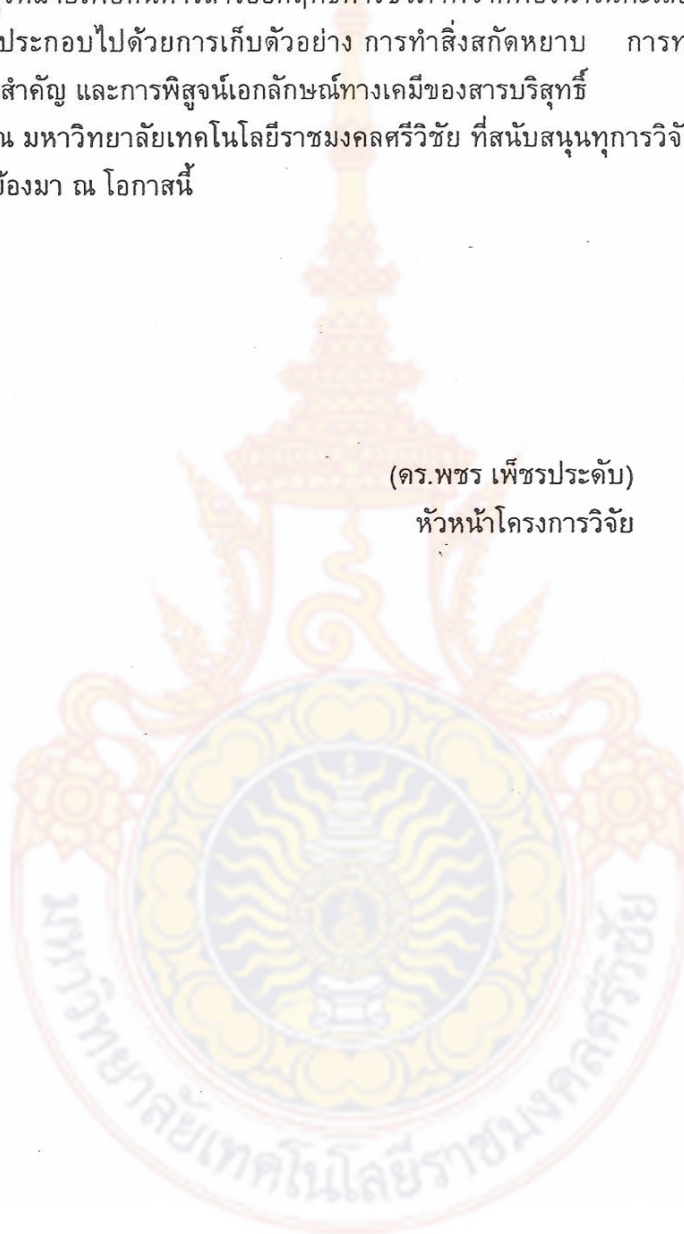 ประกอบไปด้วยการเก็บตัวอย่าง การทำสิ่งสกัดหยาบ การท
สำคัญ และการพิสูจน์เอกลักษณ์ทางเคมีของสารบริสุทธิ์
ณ มหาวิทยาลัยเทคโนโลยีราชมงคลศรีวิชัย ที่สนับสนุนทุการวิจั
ข้องมา ณ โอกาสนี้
(ดร.พชร เพ็ชรประดับ)
หัวหน้าโครงการวิจัย
มหาวิทยาลัยเทคโนโลยีราชมงคลศรีวิชัย